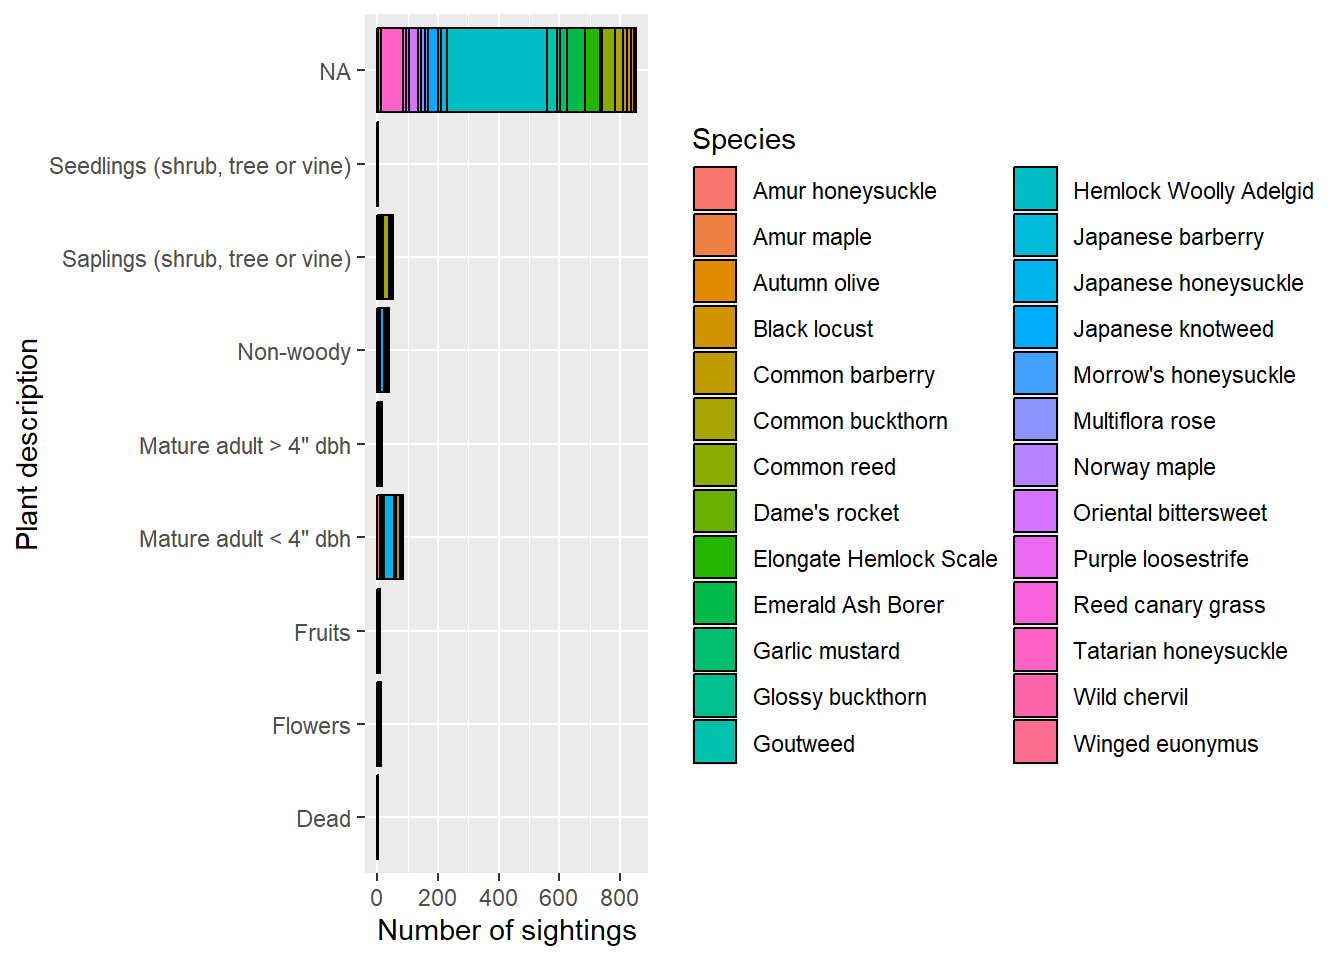 Plant description
NA
Seedlings (shrub, tree or vine)
Saplings (shrub, tree or vine)
Non-woody
Mature adult > 4" dbh
Mature adult < 4" dbh
Fruits
Flowers
Dead
0 200 400 600 800
Number of sightings
Species
Amur honeysuckle
Amur maple
Autumn olive
Black locust
Common barberry
Common buckthorn
Common reed
Dame's rocket
Elongate Hemlock Scale
Emerald Ash Borer
Garlic mustard
Glossy buckthorn
Goutweed
Hemlock Woolly Adelgid
Japanese barberry
Japanese honeysuckle
Japanese knotweed
Morrow's honeysuckle
Multiflora rose
Norway maple
Oriental bittersweet
Purple loosestrife
Reed canary grass
Tatarian honeysuckle
Wild chervil
Winged euonymus